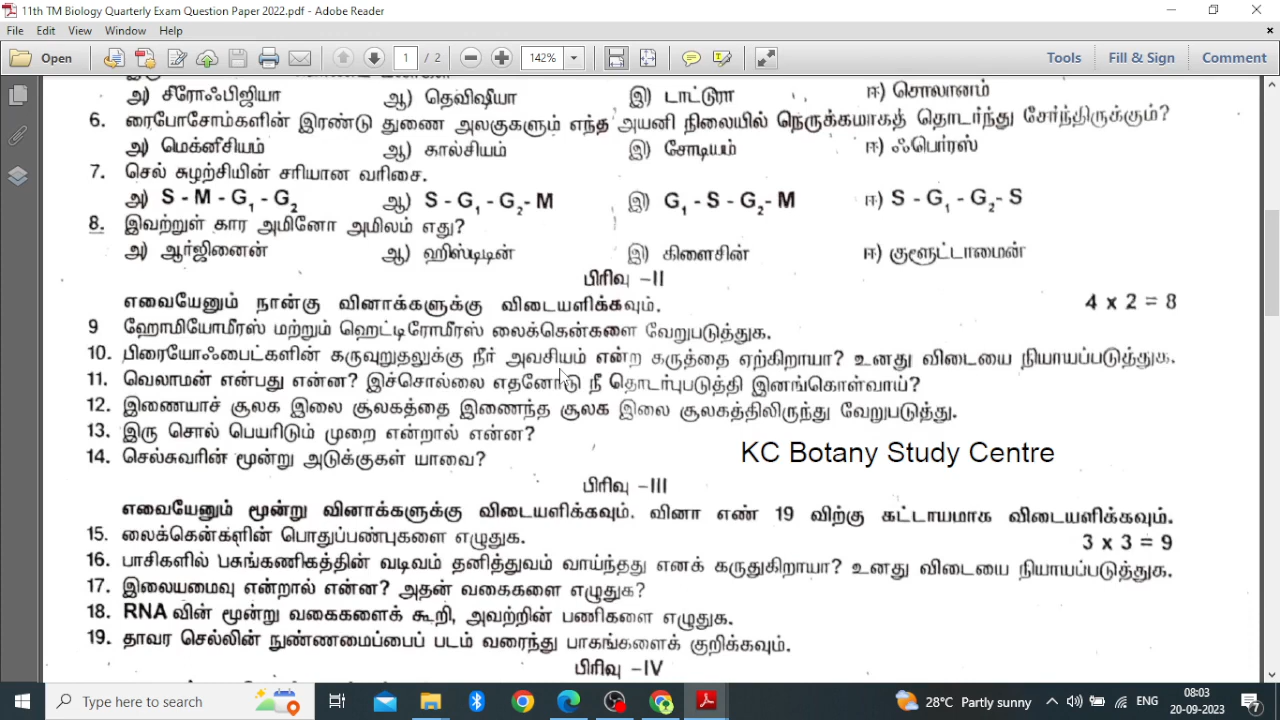 11th TM Biology Quarterly Exam Question Paper 2022.pdf - Adobe Reader
File Edit View Window Help
Open 1 / 2 142% Tools Fill & Sign Comment
அ) சீரோஃபிஜியா ஆ) தெவிஷீயா இ) டாட்டூரா ஈ) சொலானம்
6. ரைபோசோம்களின் இரண்டு துணை அலகுகளும் எந்த அயனி நிலையில் நெருக்கமாகத் தொடர்ந்து சேர்ந்திருக்கும்?
அ) மெக்னீசியம் ஆ) கால்சியம் இ) சோடியம் ஈ) ஃபெர்ரஸ்
7. செல் சுழற்சியின் சரியான வரிசை.
அ) S - M - G1 - G2 ஆ) S - G1 - G2- M இ) G1 - S - G2- M ஈ) S - G1 - G2- S
8. இவற்றுள் கார அமினோ அமிலம் எது?
அ) ஆர்ஜினைன் ஆ) ஹிஸ்டிடின் இ) கிளைசின் ஈ) குளூட்டாமைன்
பிரிவு -II
எவையேனும் நான்கு வினாக்களுக்கு விடையளிக்கவும். 4 x 2 = 8
9 ஹோமியோமீரஸ் மற்றும் ஹெட்டிரோமீரஸ் லைக்கென்களை வேறுபடுத்துக.
10. பிரையோஃபைட்களின் கருவுறுதலுக்கு நீர் அவசியம் என்ற கருத்தை ஏற்கிறாயா? உனது விடையை நியாயப்படுத்துக.
11. வெலாமன் என்பது என்ன? இச்சொல்லை எதனோடு நீ தொடர்புபடுத்தி இனங்கொள்வாய்?
12. இணையாச் சூலக இலை சூலகத்தை இணைந்த சூலக இலை சூலகத்திலிருந்து வேறுபடுத்து.
13. இரு சொல் பெயரிடும் முறை என்றால் என்ன?
14. செல்சுவரின் மூன்று அடுக்குகள் யாவை?
KC Botany Study Centre
பிரிவு -III
எவையேனும் மூன்று வினாக்களுக்கு விடையளிக்கவும். வினா எண் 19 விற்கு கட்டாயமாக விடையளிக்கவும்.
15. லைக்கென்களின் பொதுப்பண்புகளை எழுதுக. 3 x 3 = 9
16. பாசிகளில் பசுங்கணிகத்தின் வடிவம் தனித்துவம் வாய்ந்தது எனக் கருதுகிறாயா? உனது விடையை நியாயப்படுத்துக.
17. இலையமைவு என்றால் என்ன? அதன் வகைகளை எழுதுக?
18. RNA வின் மூன்று வகைகளைக் கூறி, அவற்றின் பணிகளை எழுதுக.
19. தாவர செல்லின் நுண்ணமைப்பைப் படம் வரைந்து பாகங்களைக் குறிக்கவும்.
பிரிவு -IV
Type here to search 28°C Partly sunny ENG 08:03
20-09-2023 7